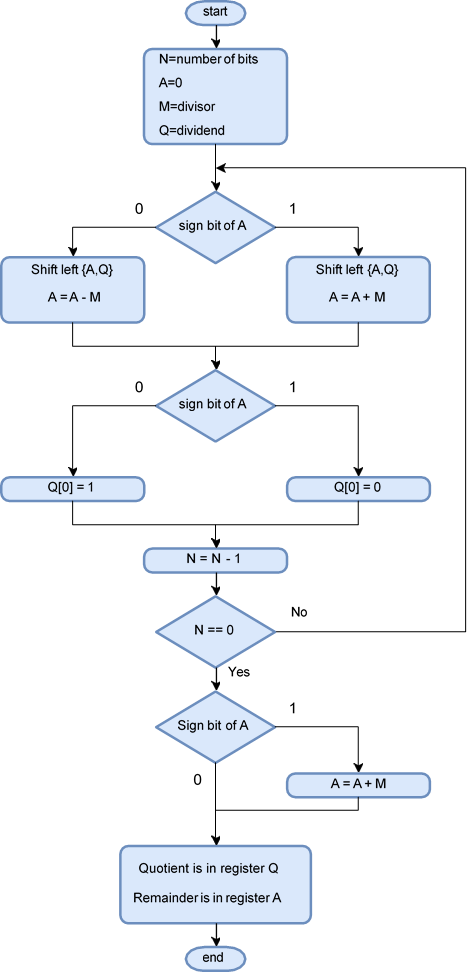 start
N=number of bits
A=0
M=divisor
Q=dividend
0
1
sign bit of A
Shift left {A,Q}
A = A - M
Shift left {A,Q}
A = A + M
0
1
sign bit of A
Q[0] = 1
Q[0] = 0
N = N - 1
N == 0
No
Yes
Sign bit of A
1
0
A = A + M
Quotient is in register Q
Remainder is in register A
end